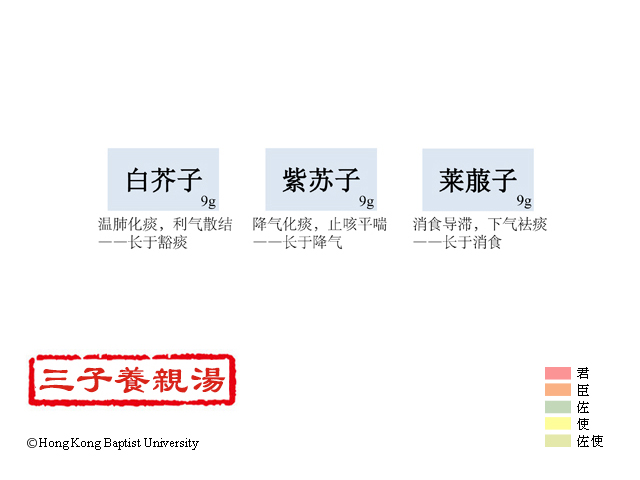 白芥子
9g
温肺化痰，利气散结
——长于豁痰
紫苏子
9g
降气化痰，止咳平喘
——长于降气
莱菔子
9g
消食导滞，下气祛痰
——长于消食
三子養親湯
©Hong Kong Baptist University
君
臣
佐
使
佐使